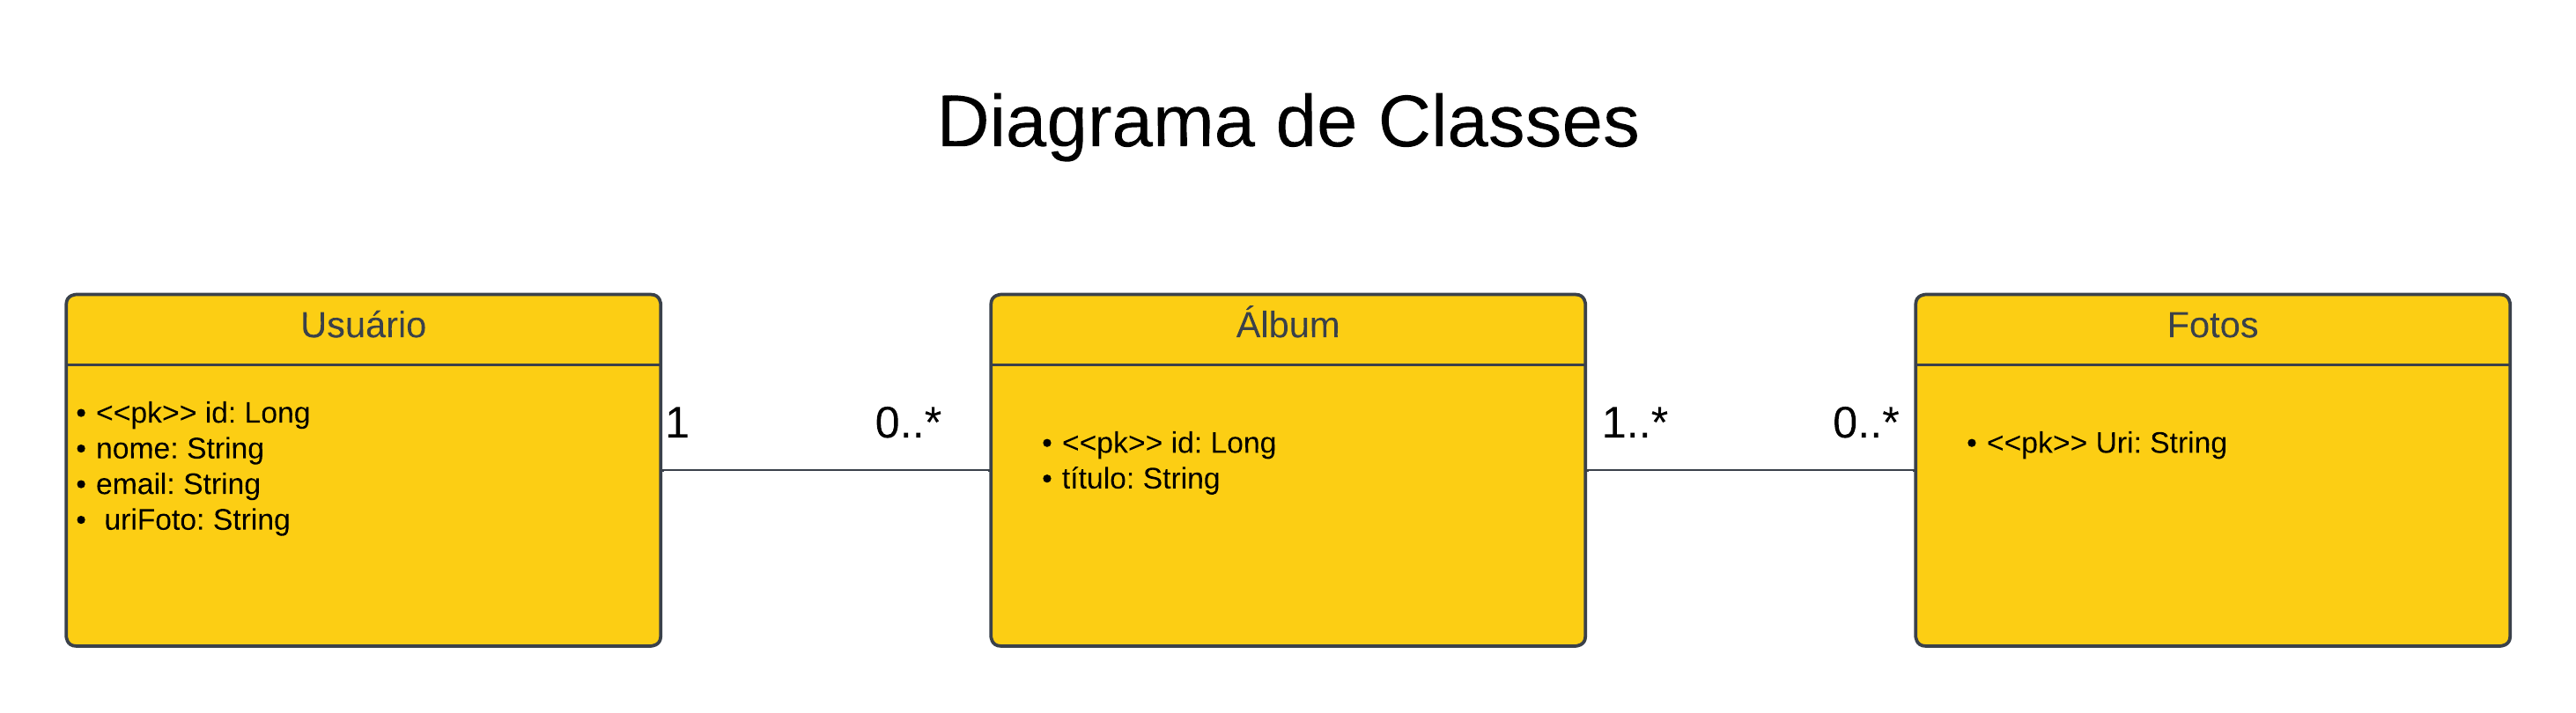 Diagrama de Classes
Usuário
• <<pk>> id: Long
• nome: String
• email: String
• uriFoto: String
1
0..*
Álbum
• <<pk>> id: Long
• título: String
1..*
0..*
Fotos
• <<pk>> Uri: String